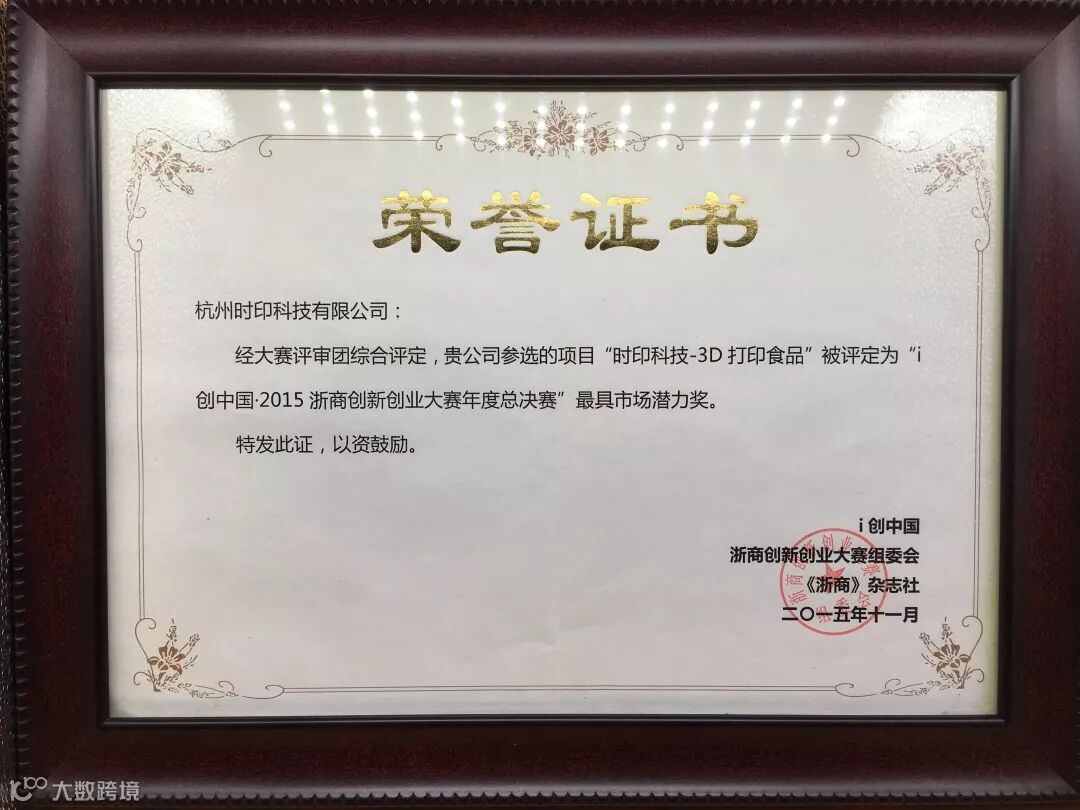 荣誉证书
杭州时印科技有限公司：
经大赛评审团综合评定，贵公司参选的项目“时印科技-3D打印食品”被评定为“i
创中国·2015浙商创新创业大赛年度总决赛”最具市场潜力奖。
特发此证，以资鼓励。
i创中国
浙商创新创业大赛组委会
《浙商》杂志社
二〇一五年十一月
大数跨境